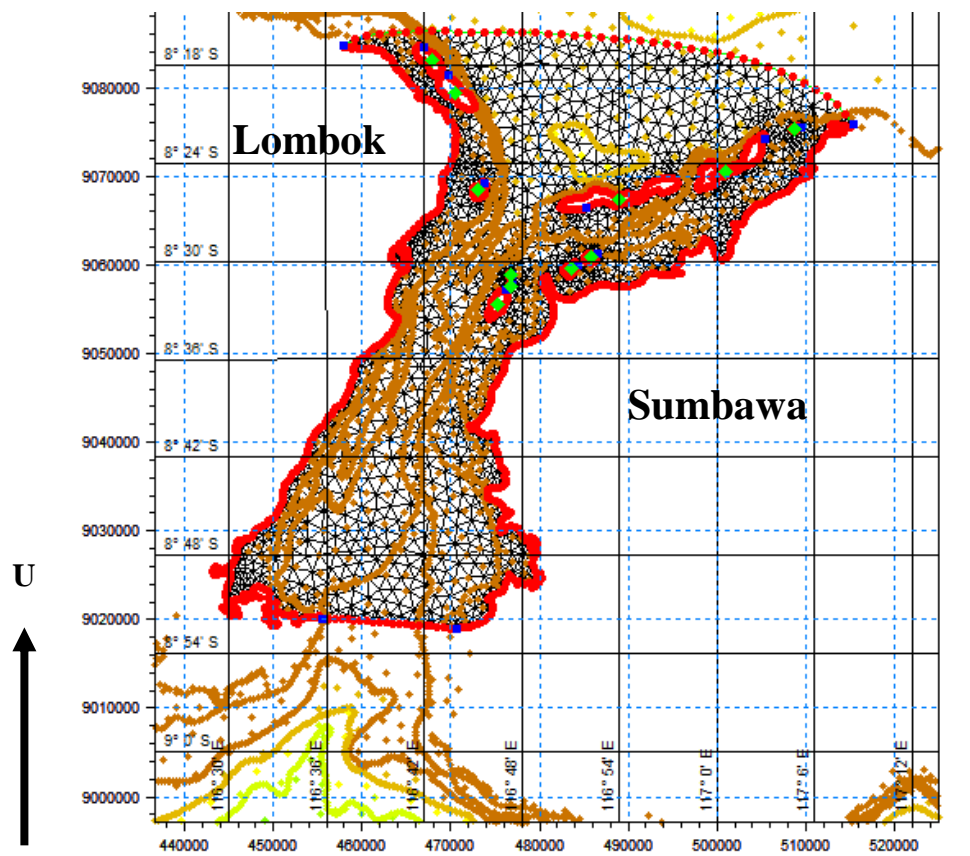 8° 18' S
9080000
Lombok
8° 24' S
9070000
8° 30' S
9060000
9050000
8° 36' S
Sumbawa
9040000
8° 42' S
9030000
8° 48' S
U
9020000
8° 54' S
9010000
9° 0' S
9000000
116° 30' E
116° 36' E
116° 42' E
116° 48' E
116° 54' E
117° 0' E
117° 6' E
117° 12' E
440000 450000 460000 470000 480000 490000 500000 510000 520000